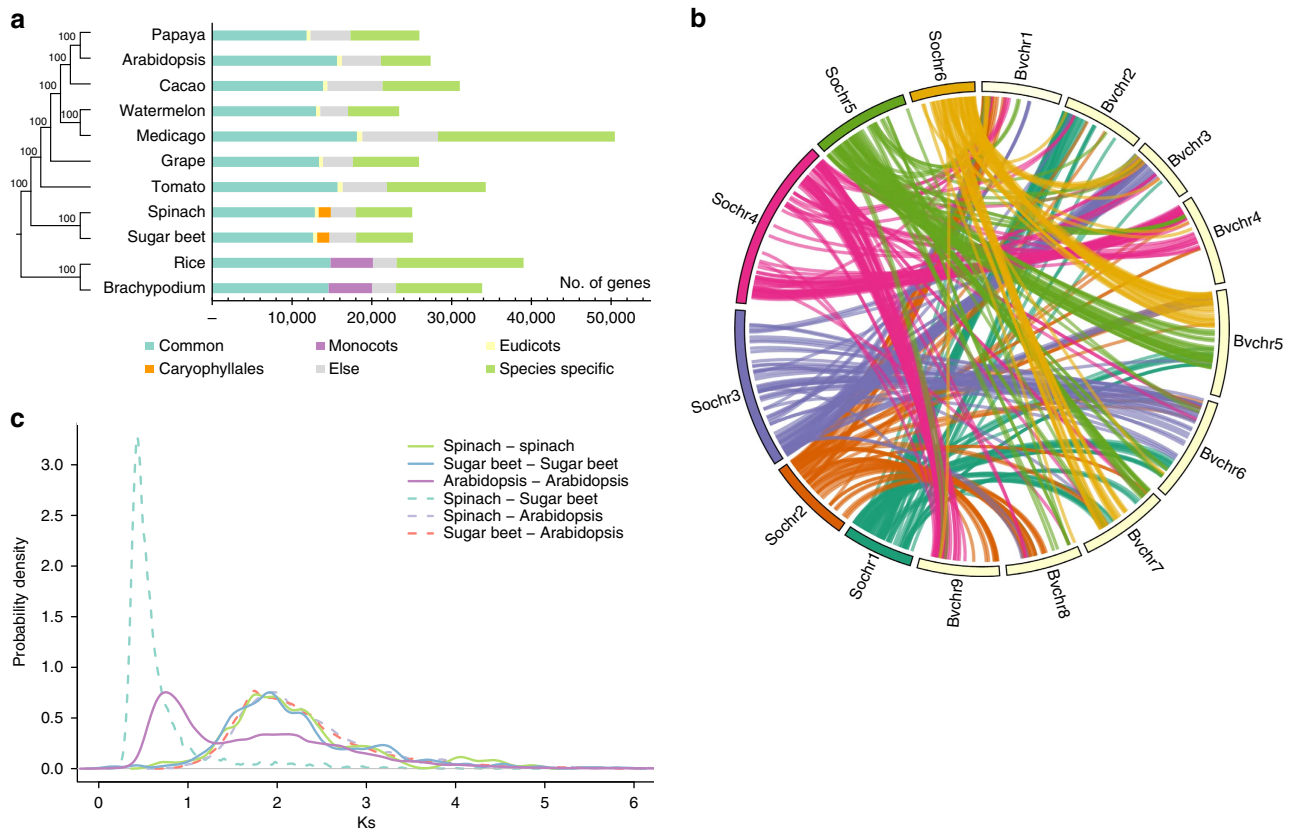 a
Papaya
Arabidopsis
Cacao
Watermelon
Medicago
Grape
Tomato
Spinach
Sugar beet
Rice
Brachypodium
100
100
100
100
100
100
100
100
100
No. of genes
– 10,000 20,000 30,000 40,000 50,000
Common Monocots Eudicots
Caryophyllales Else Species specific
b
Sochr6
Bvchr1
Bvchr2
Bvchr3
Bvchr4
Bvchr5
Bvchr6
Bvchr7
Bvchr8
Bvchr9
Sochr1
Sochr2
Sochr3
Sochr4
Sochr5
c
Probability density
3.0
2.5
2.0
1.5
1.0
0.5
0.0
0 1 2 3 4 5 6
Ks
Spinach – spinach
Sugar beet – Sugar beet
Arabidopsis – Arabidopsis
Spinach – Sugar beet
Spinach – Arabidopsis
Sugar beet – Arabidopsis